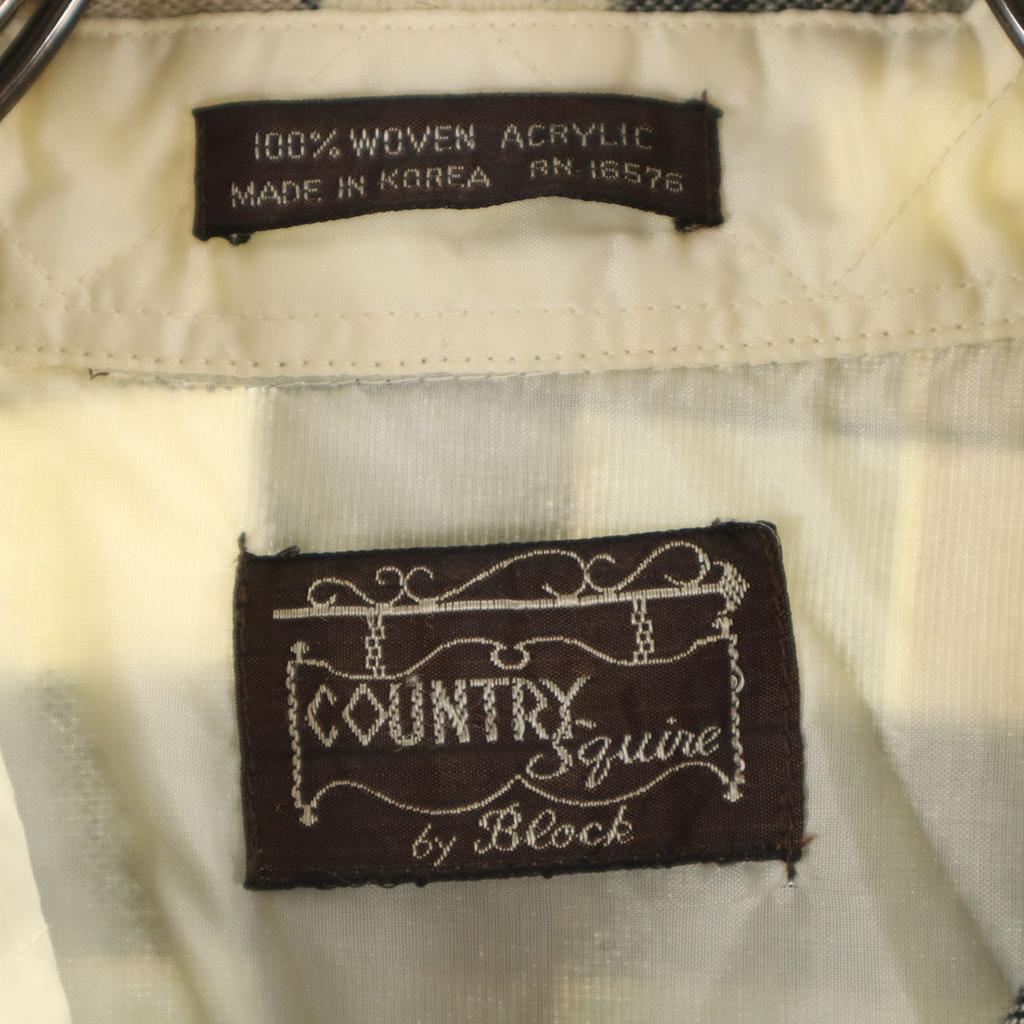 100% WOVEN ACRYLIC
MADE IN KOREA RN-16576
COUNTRY
Squire
by Block